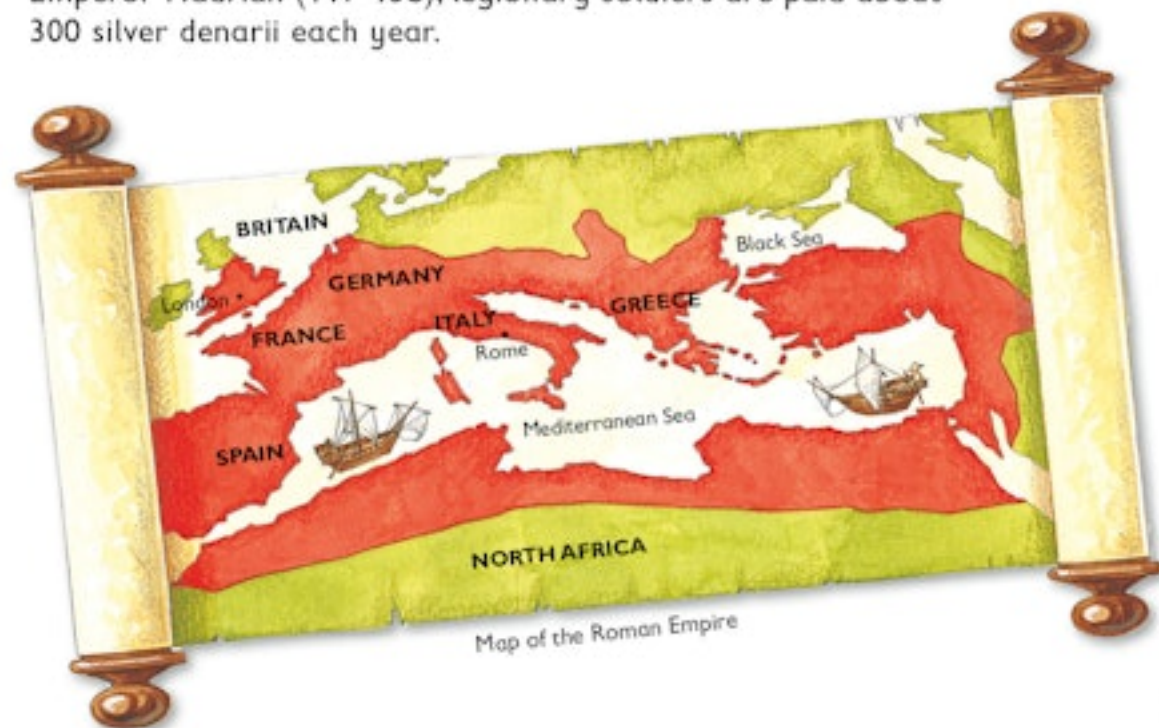 300 silver denarii each year.
BRITAIN
Black Sea
GERMANY
London
GREECE
ITALY
FRANCE
Rome
Mediterranean Sea
SPAIN
NORTH AFRICA
Map of the Roman Empire